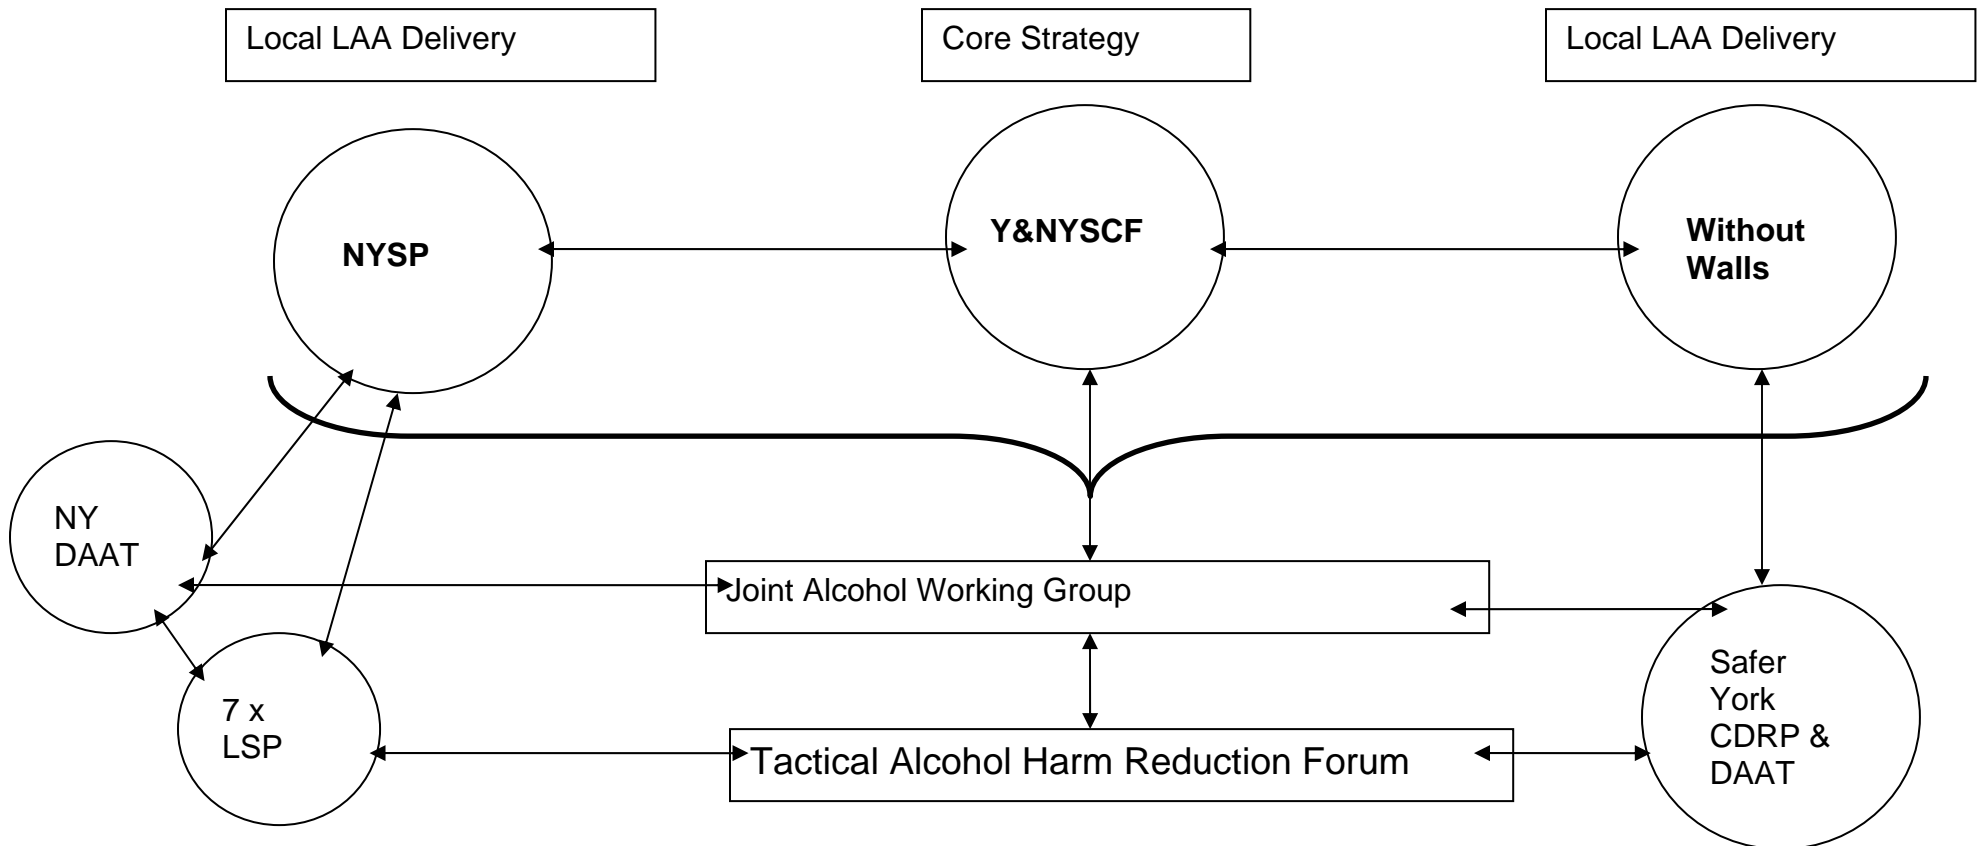 Local LAA Delivery
Core Strategy
Local LAA Delivery
NYSP
Y&NYSCF
Without
Walls
NY
DAAT
Joint Alcohol Working Group
7 x
LSP
Safer
York
CDRP &
DAAT
Tactical Alcohol Harm Reduction Forum